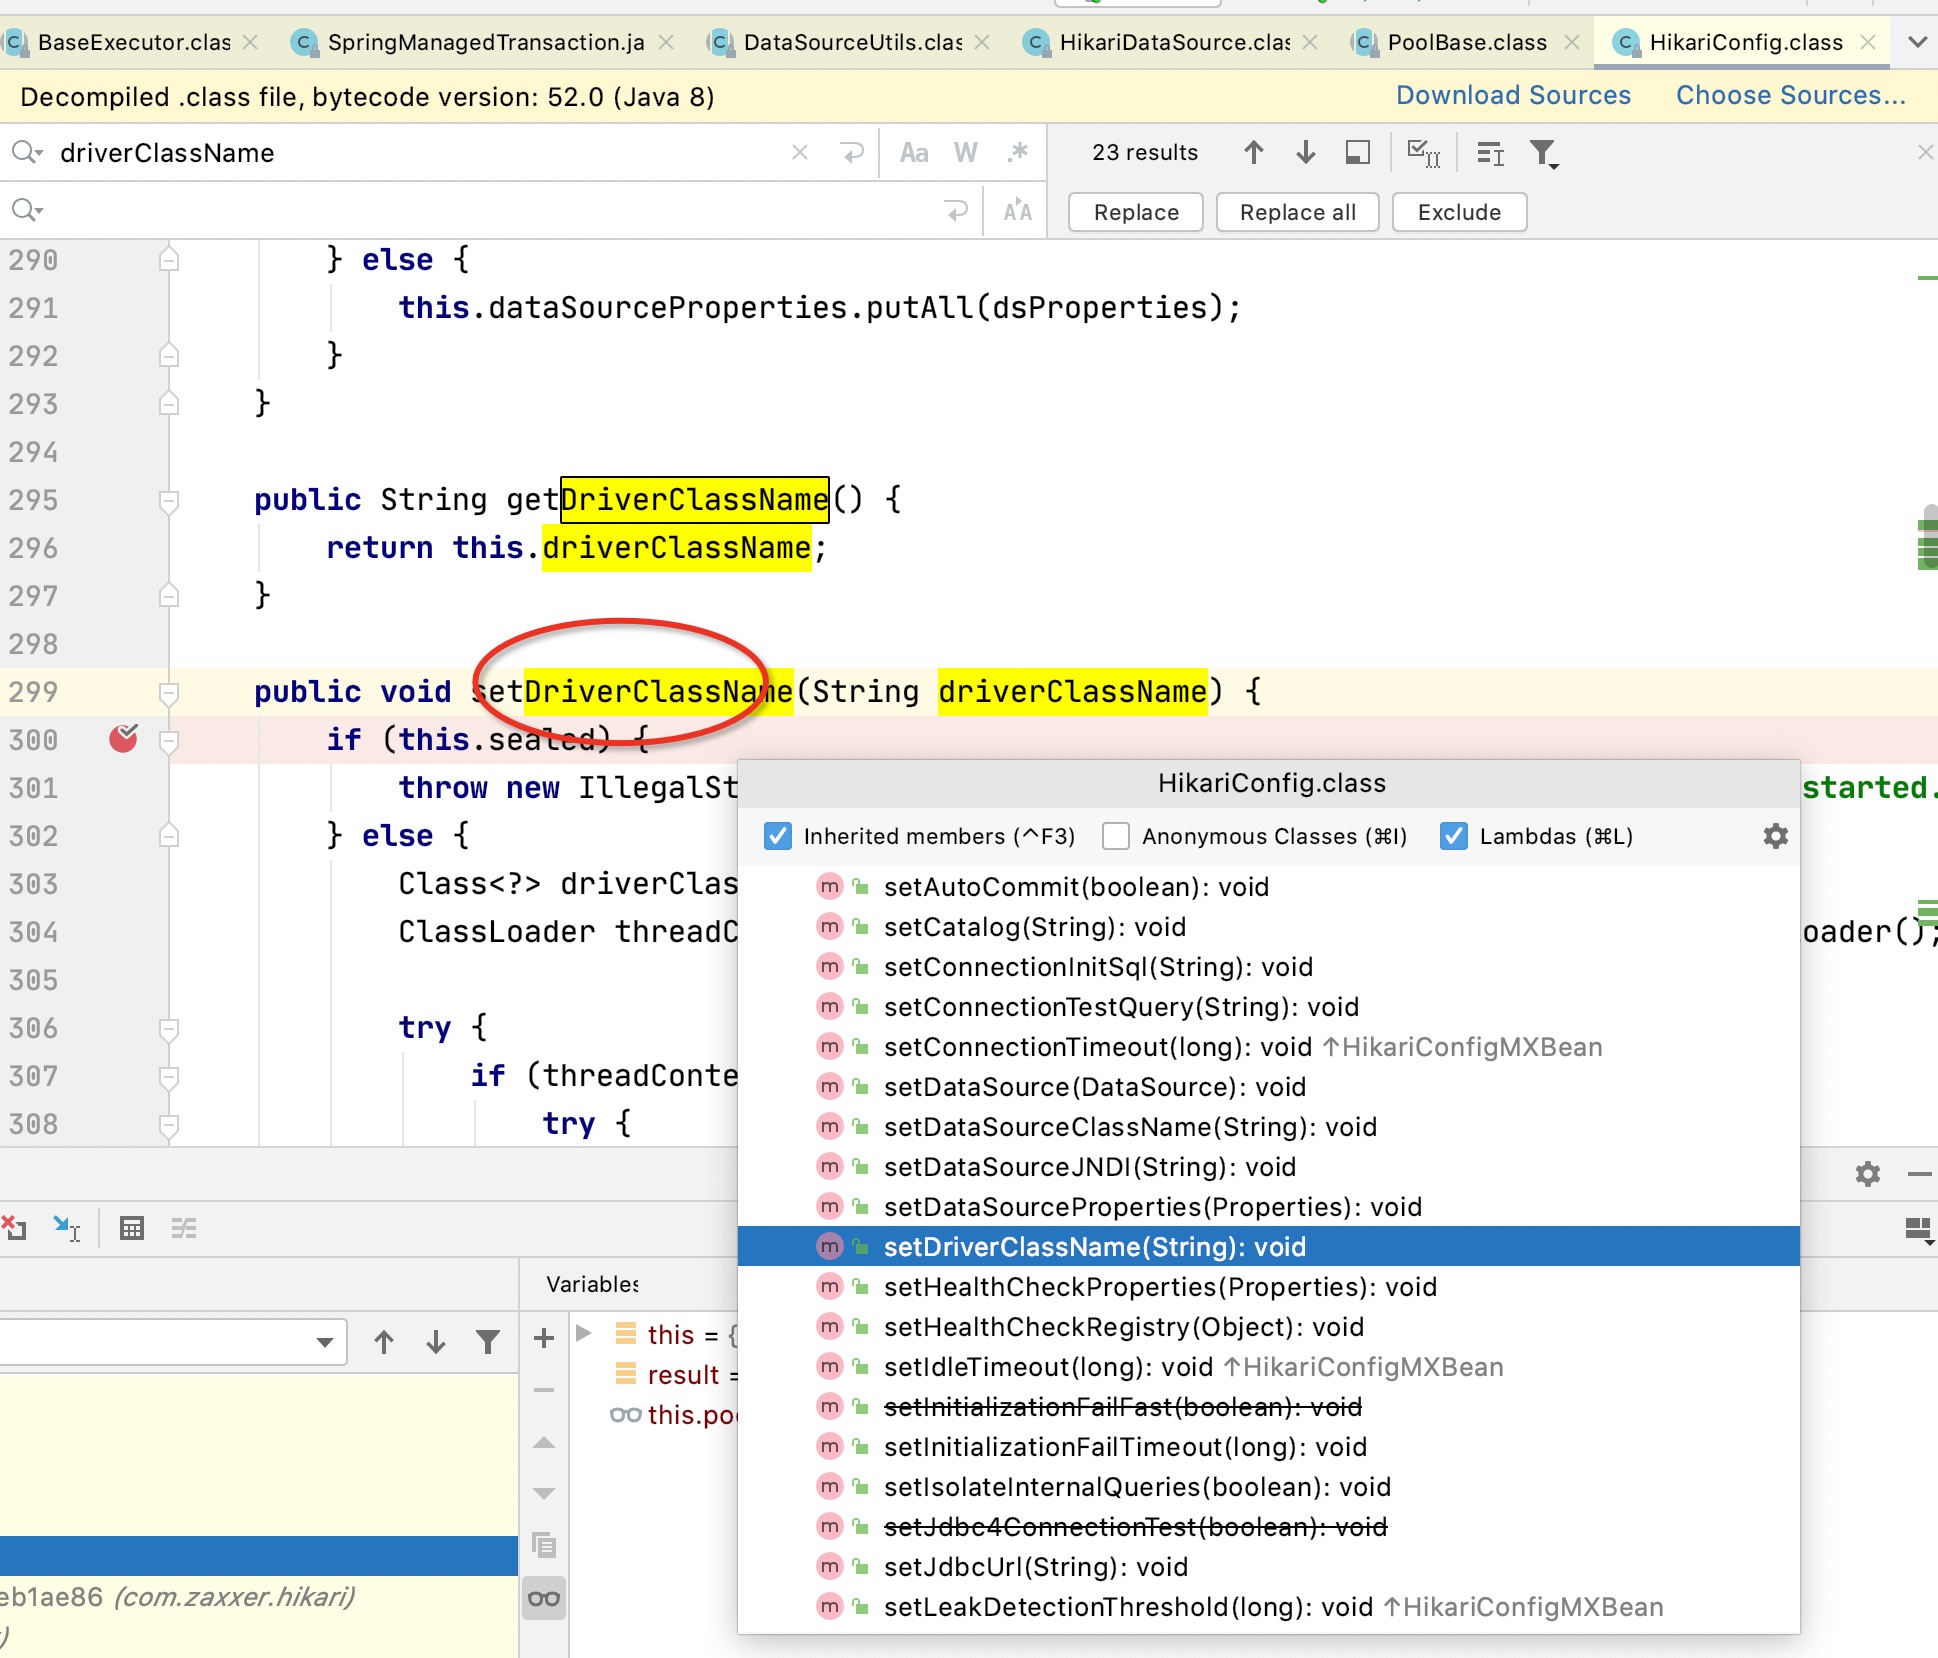 BaseExecutor.clas SpringManagedTransaction.ja DataSourceUtils.clas HikariDataSource.clas PoolBase.class HikariConfig.class
Decompiled .class file, bytecode version: 52.0 (Java 8) Download Sources Choose Sources...
driverClassName Aa W .* 23 results
Replace Replace all Exclude
290 } else {
291 this.dataSourceProperties.putAll(dsProperties);
292 }
293 }
294
295 public String getDriverClassName() {
296 return this.driverClassName;
297 }
298
299 public void setDriverClassName(String driverClassName) {
300 if (this.sealed) {
301 throw new IllegalSt started.
302 } else {
303 Class<?> driverClas
304 ClassLoader threadC oader();
305
306 try {
307 if (threadConte
308 try {
HikariConfig.class
Inherited members (^F3) Anonymous Classes (⌘I) Lambdas (⌘L)
m setAutoCommit(boolean): void
m setCatalog(String): void
m setConnectionInitSql(String): void
m setConnectionTestQuery(String): void
m setConnectionTimeout(long): void ↑HikariConfigMXBean
m setDataSource(DataSource): void
m setDataSourceClassName(String): void
m setDataSourceJNDI(String): void
m setDataSourceProperties(Properties): void
m setDriverClassName(String): void
m setHealthCheckProperties(Properties): void
m setHealthCheckRegistry(Object): void
m setIdleTimeout(long): void ↑HikariConfigMXBean
m setInitializationFailFast(boolean): void
m setInitializationFailTimeout(long): void
m setIsolateInternalQueries(boolean): void
m setJdbc4ConnectionTest(boolean): void
m setJdbcUrl(String): void
m setLeakDetectionThreshold(long): void ↑HikariConfigMXBean
Variables
this = {
result =
this.poo
eb1ae86 (com.zaxxer.hikari)